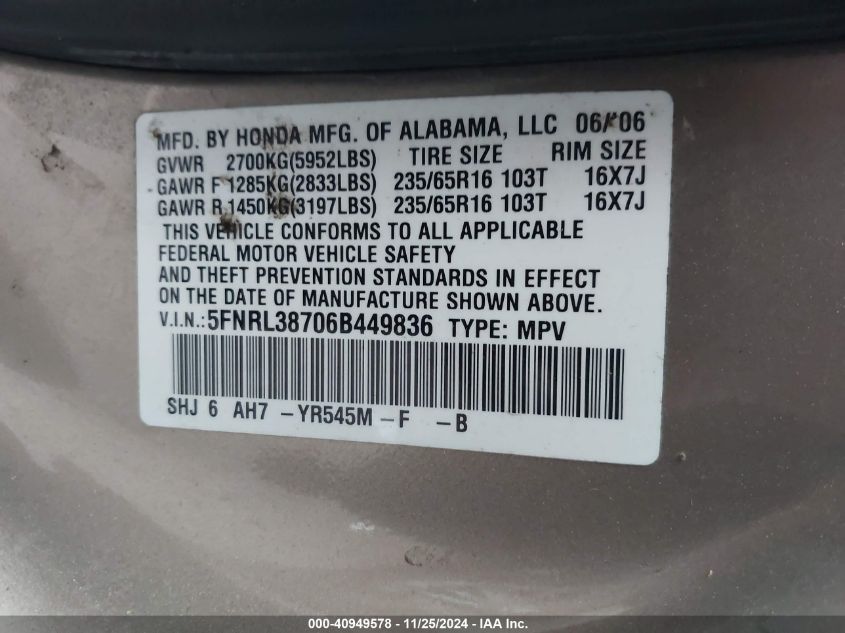 MFD. BY HONDA MFG. OF ALABAMA, LLC 06/'06
GVWR 2700KG(5952LBS) TIRE SIZE RIM SIZE
GAWR F 1285KG(2833LBS) 235/65R16 103T 16X7J
GAWR R 1450KG(3197LBS) 235/65R16 103T 16X7J
THIS VEHICLE CONFORMS TO ALL APPLICABLE
FEDERAL MOTOR VEHICLE SAFETY
AND THEFT PREVENTION STANDARDS IN EFFECT
ON THE DATE OF MANUFACTURE SHOWN ABOVE.
V.I.N.:5FNRL38706B449836 TYPE: MPV
SHJ 6 AH7 -YR545M -F -B
000-40949578 - 11/25/2024 - IAA Inc.